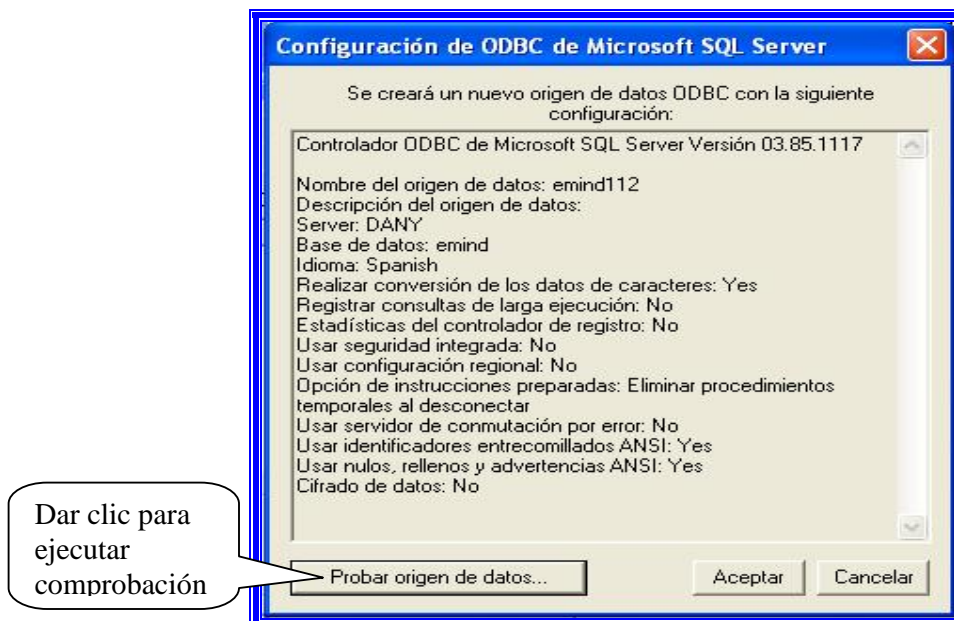 Configuración de ODBC de Microsoft SQL Server
Se creará un nuevo origen de datos ODBC con la siguiente
configuración:
Controlador ODBC de Microsoft SQL Server Versión 03.85.1117
Nombre del origen de datos: emind112
Descripción del origen de datos:
Server: DANY
Base de datos: emind
Idioma: Spanish
Realizar conversión de los datos de caracteres: Yes
Registrar consultas de larga ejecución: No
Estadísticas del controlador de registro: No
Usar seguridad integrada: No
Usar configuración regional: No
Opción de instrucciones preparadas: Eliminar procedimientos
temporales al desconectar
Usar servidor de conmutación por error: No
Usar identificadores entrecomillados ANSI: Yes
Usar nulos, rellenos y advertencias ANSI: Yes
Cifrado de datos: No
Dar clic para
ejecutar
comprobación
Probar origen de datos...
Aceptar
Cancelar